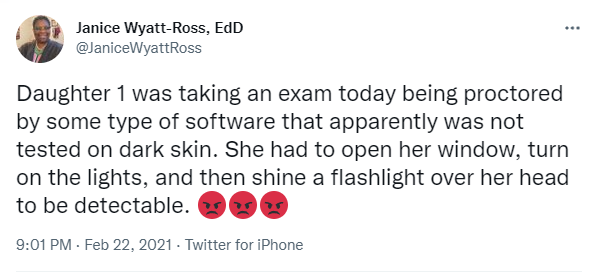 Janice Wyatt-Ross, EdD
@JaniceWyattRoss
Daughter 1 was taking an exam today being proctored
by some type of software that apparently was not
tested on dark skin. She had to open her window, turn
on the lights, and then shine a flashlight over her head
to be detectable. 😡😡😡
9:01 PM · Feb 22, 2021 · Twitter for iPhone